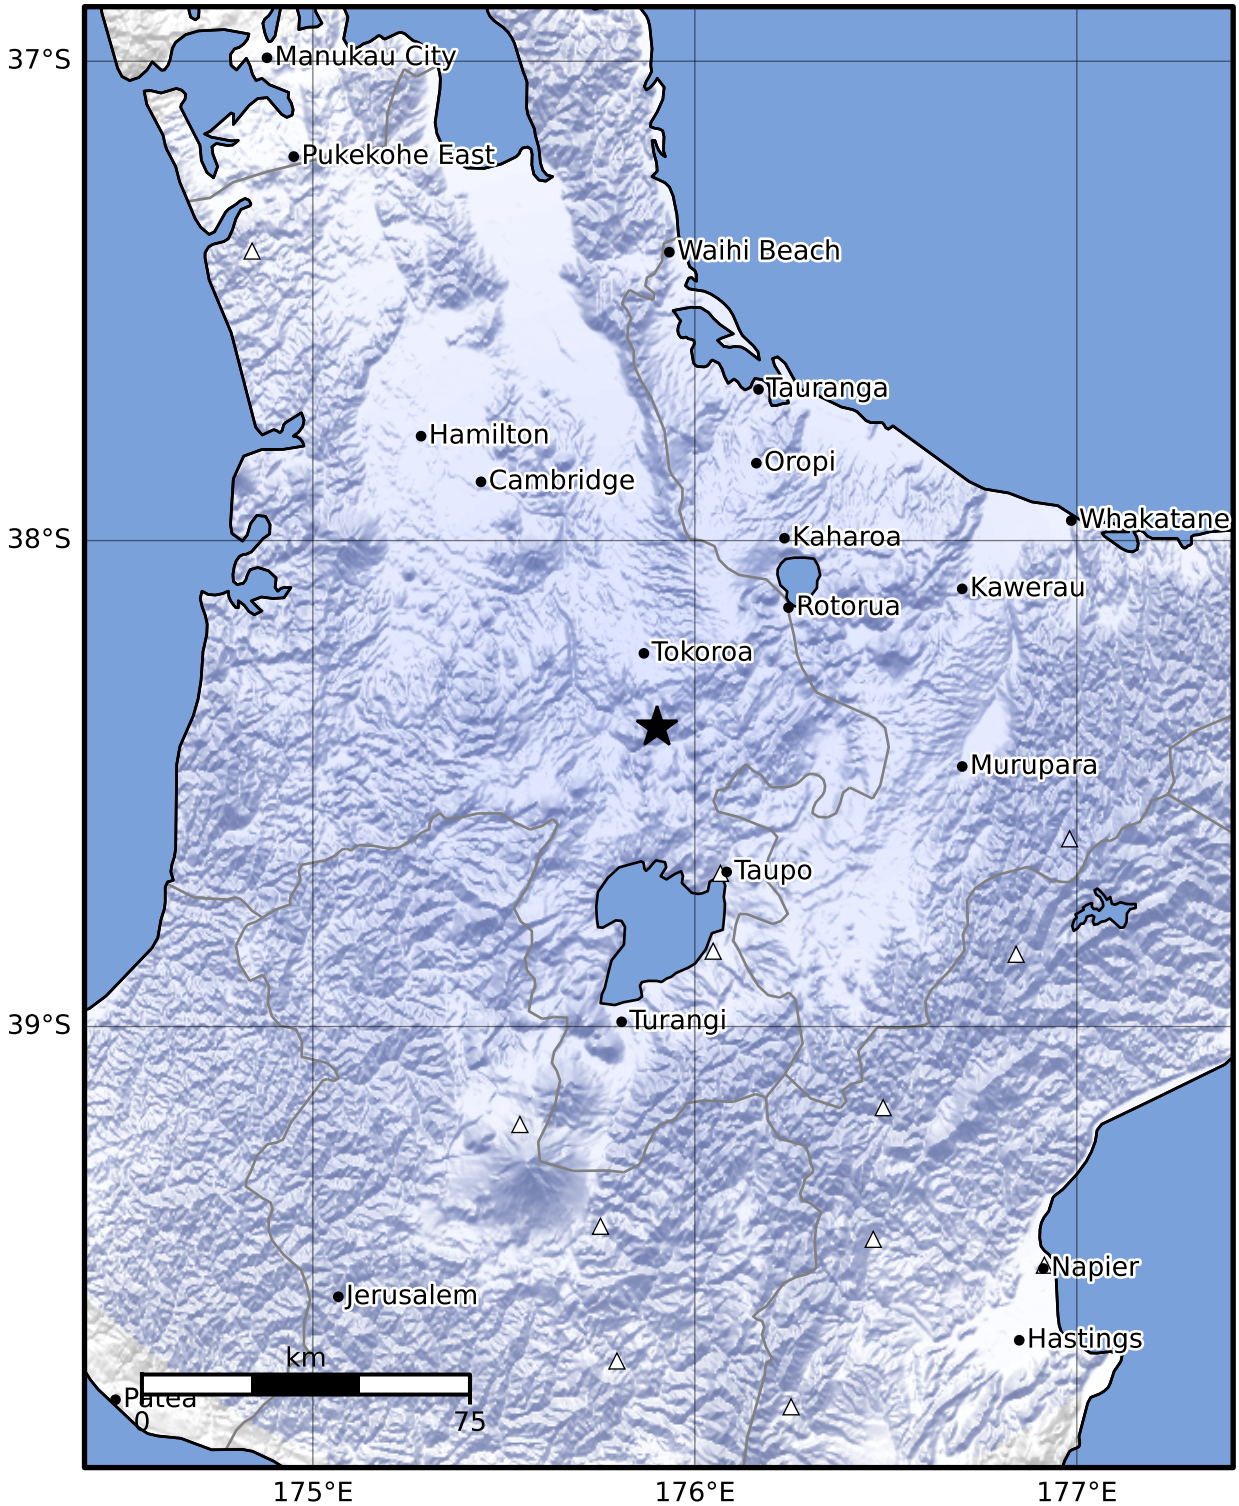 37°S
Manukau City
Pukekohe East
Waihi Beach
Tauranga
Hamilton
Oropi
Cambridge
Whakatane
38°S
Kaharoa
Kawerau
Rotorua
Tokoroa
Murupara
Taupo
39°S
Turangi
Napier
Jerusalem
Hastings
km
Patea
0 75
175°E 176°E 177°E